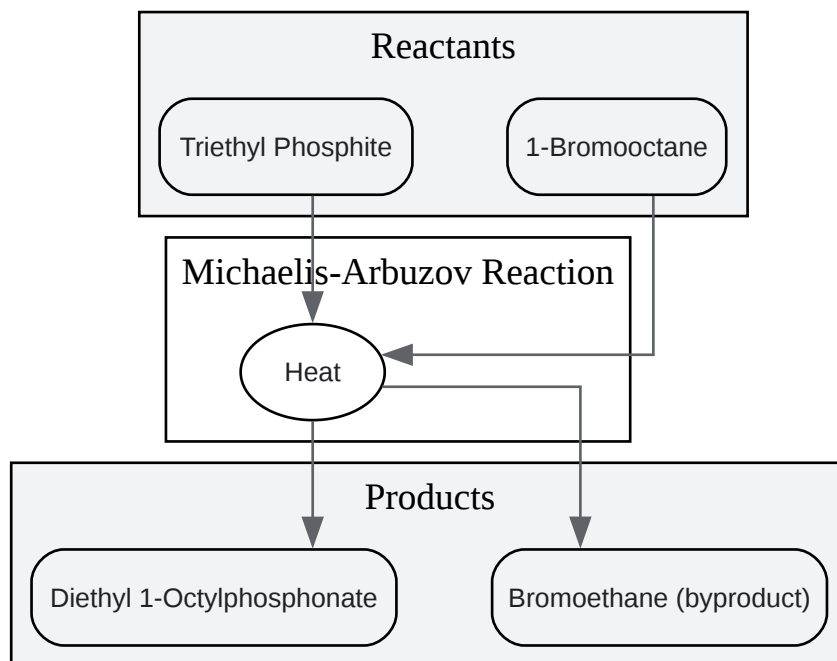 Reactants
Triethyl Phosphite
1-Bromooctane
Michaelis-Arbuzov Reaction
Heat
Products
Diethyl 1-Octylphosphonate
Bromoethane (byproduct)